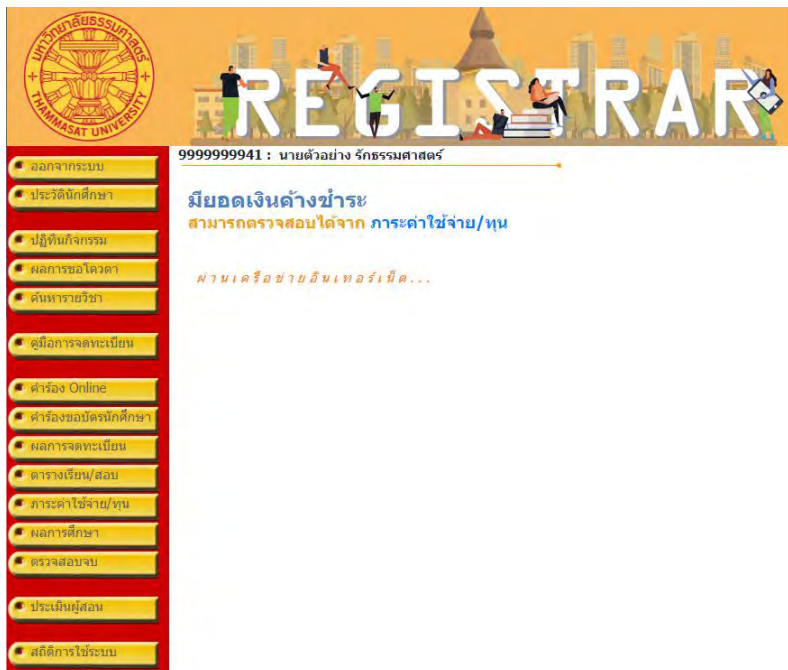 มหาวิทยาลัยธรรมศาสตร์
THAMMASAT UNIVERSITY
REGISTRAR
9999999941 : นายตัวอย่าง รักธรรมศาสตร์
มียอดเงินค้างชำระ
สามารถตรวจสอบได้จาก ภาระค่าใช้จ่าย/ทุน
ผ่านเครือข่ายอินเทอร์เน็ต...
ออกจากระบบ
ประวัตินักศึกษา
ปฏิทินกิจกรรม
ผลการขอโควตา
ค้นหารายวิชา
คู่มือการจดทะเบียน
คำร้อง Online
คำร้องขอบัตรนักศึกษา
ผลการจดทะเบียน
ตารางเรียน/สอบ
ภาระค่าใช้จ่าย/ทุน
ผลการศึกษา
ตรวจสอบจบ
ประเมินผู้สอน
สถิติการใช้ระบบ